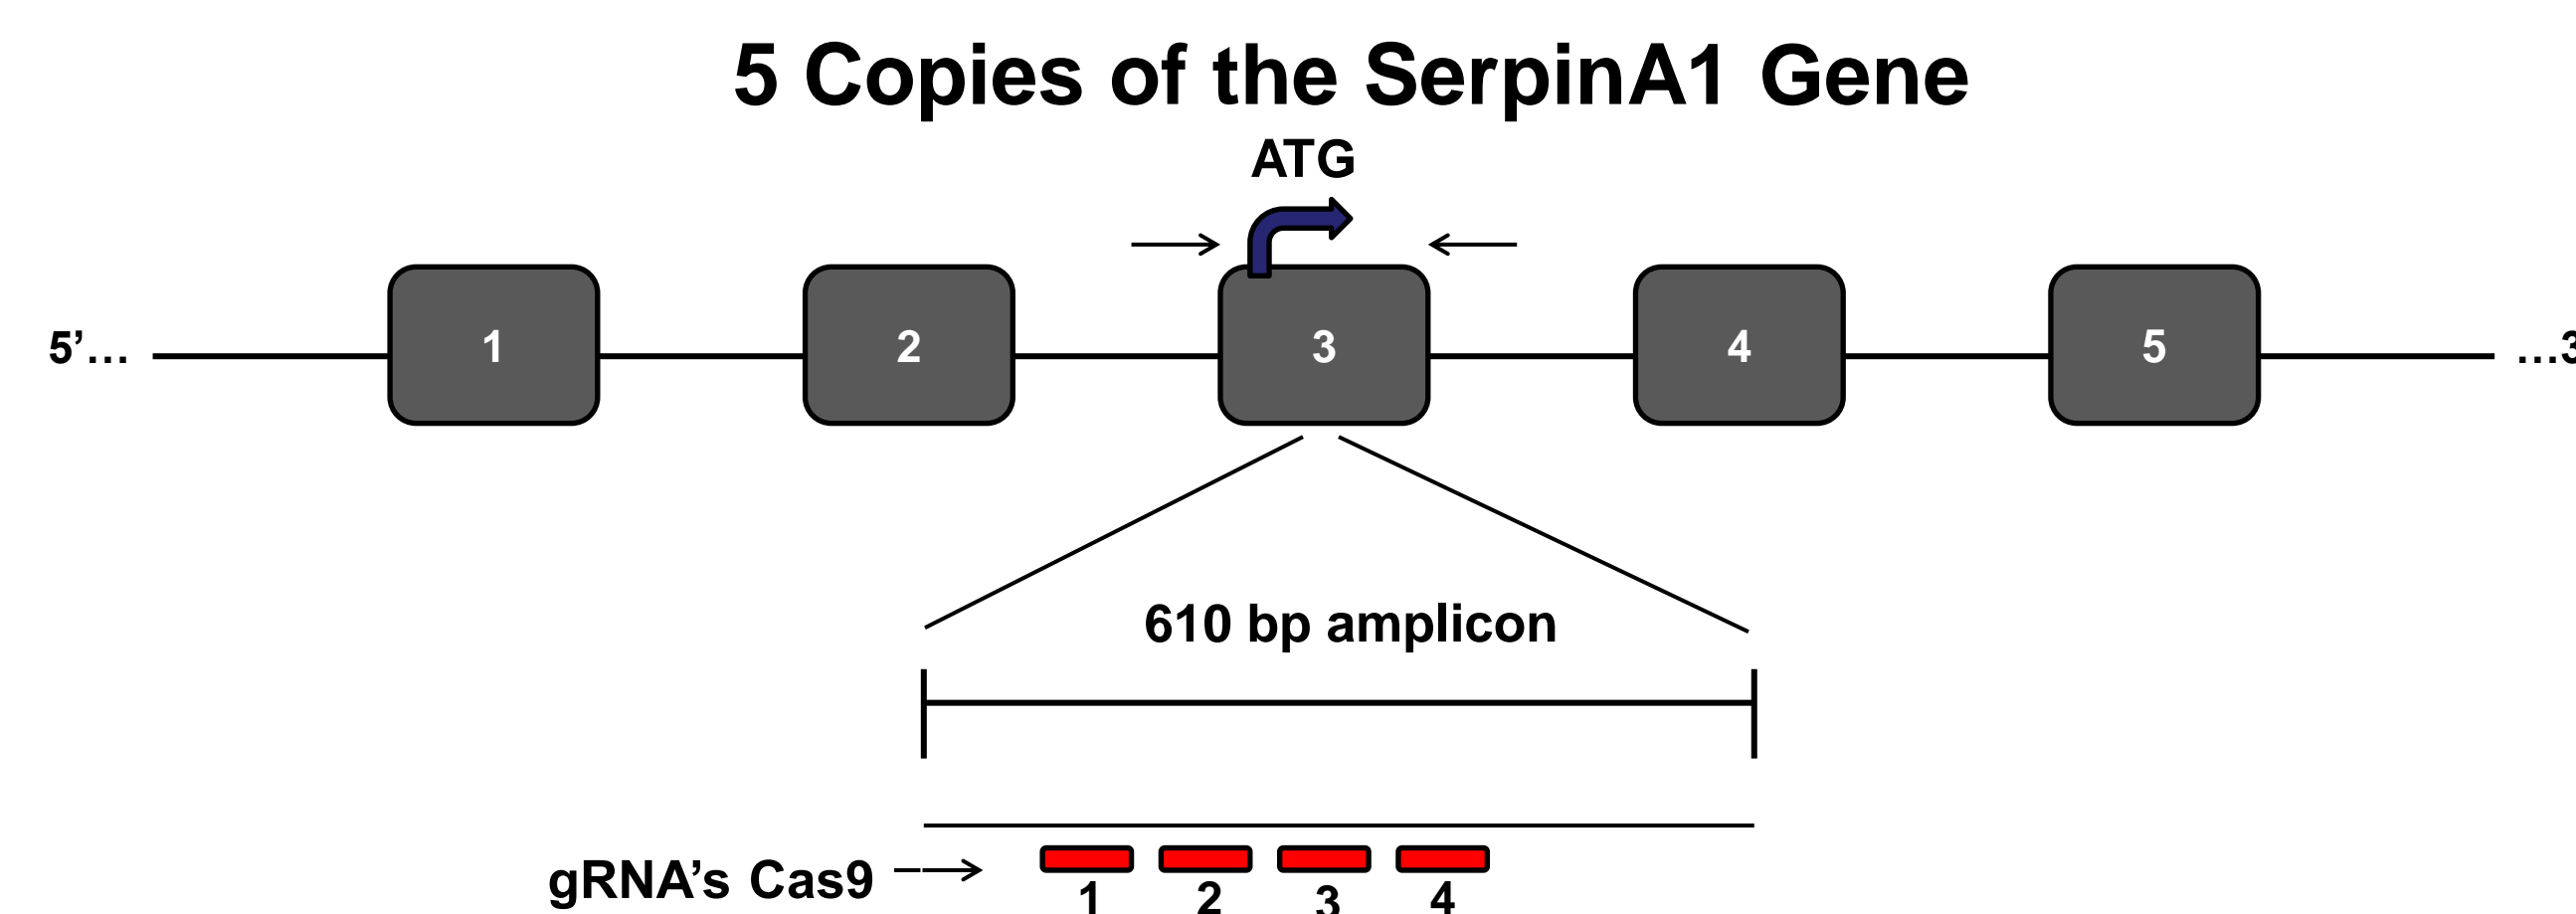 5 Copies of the SerpinA1 Gene
ATG
5’… 1 2 3 4 5 …3
610 bp amplicon
gRNA’s Cas9
1 2 3 4